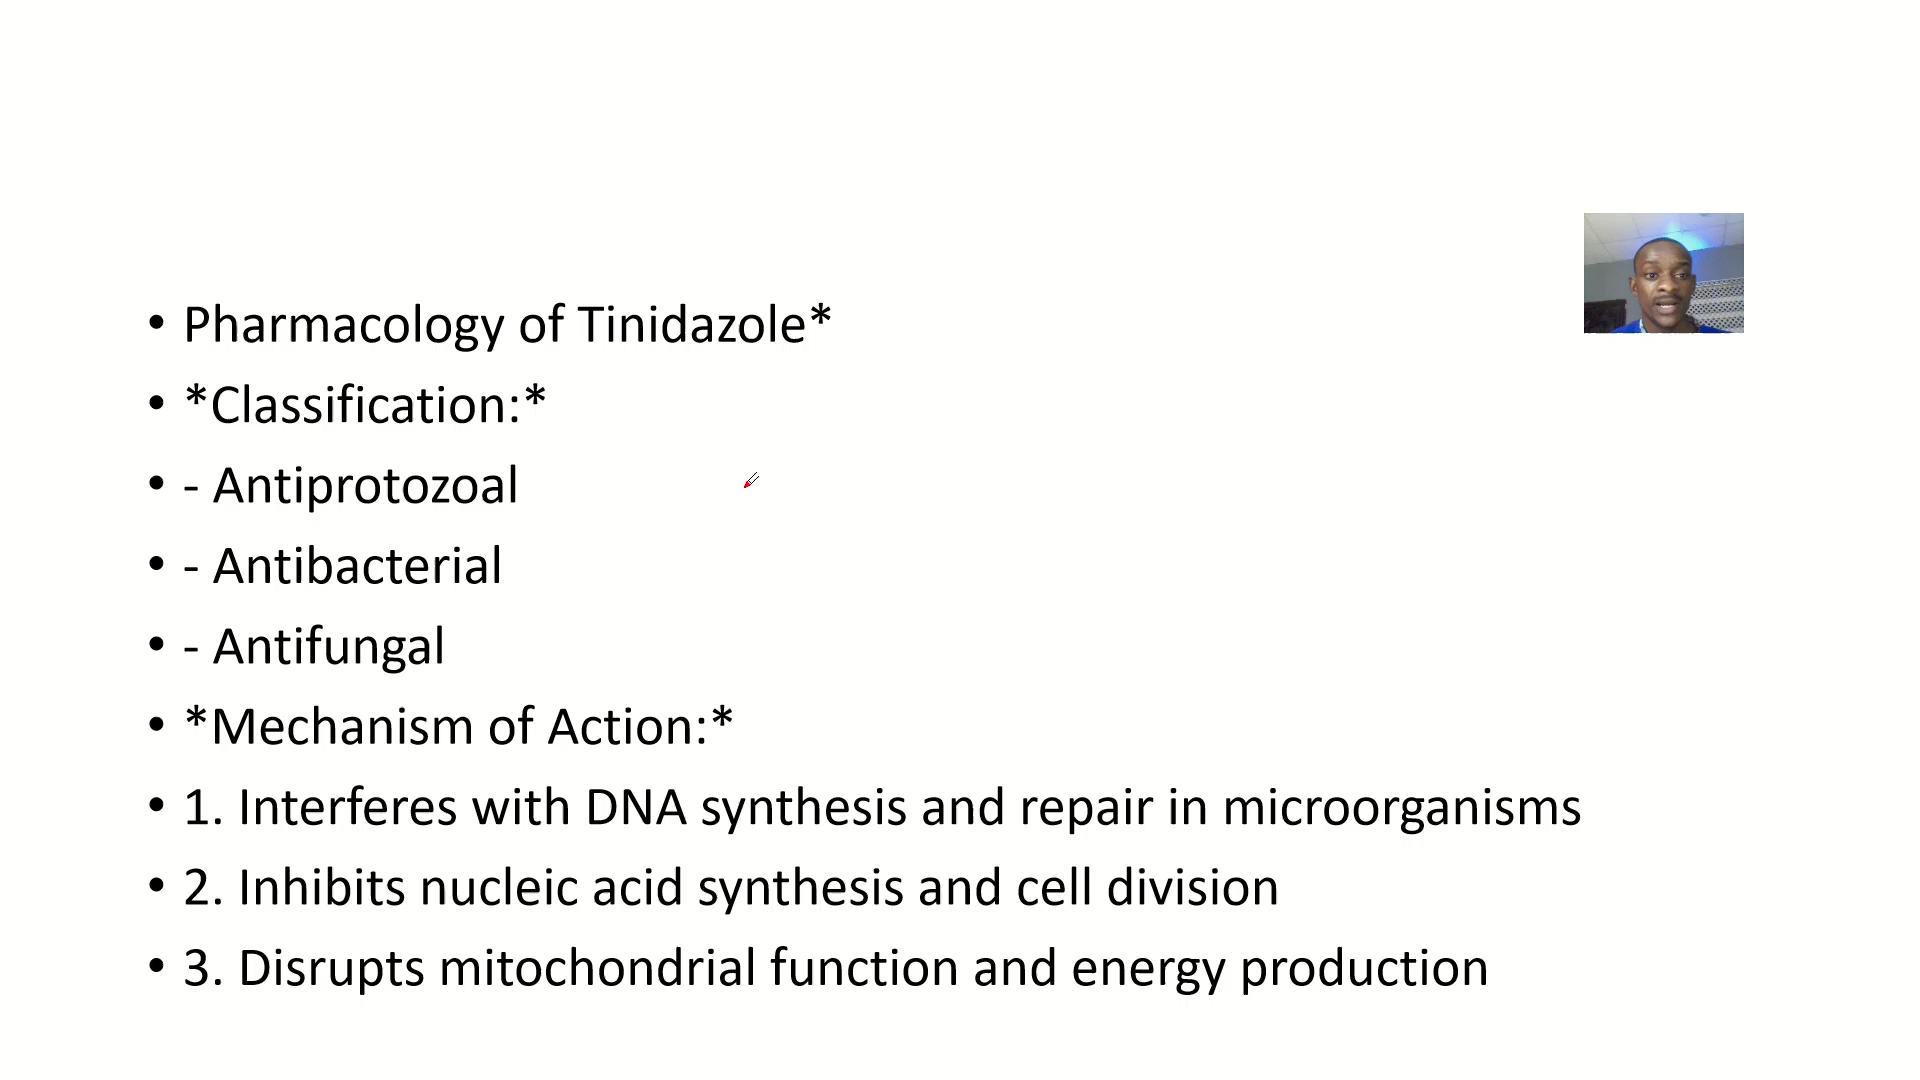 • Pharmacology of Tinidazole*
• *Classification:*
• - Antiprotozoal
• - Antibacterial
• - Antifungal
• *Mechanism of Action:*
• 1. Interferes with DNA synthesis and repair in microorganisms
• 2. Inhibits nucleic acid synthesis and cell division
• 3. Disrupts mitochondrial function and energy production